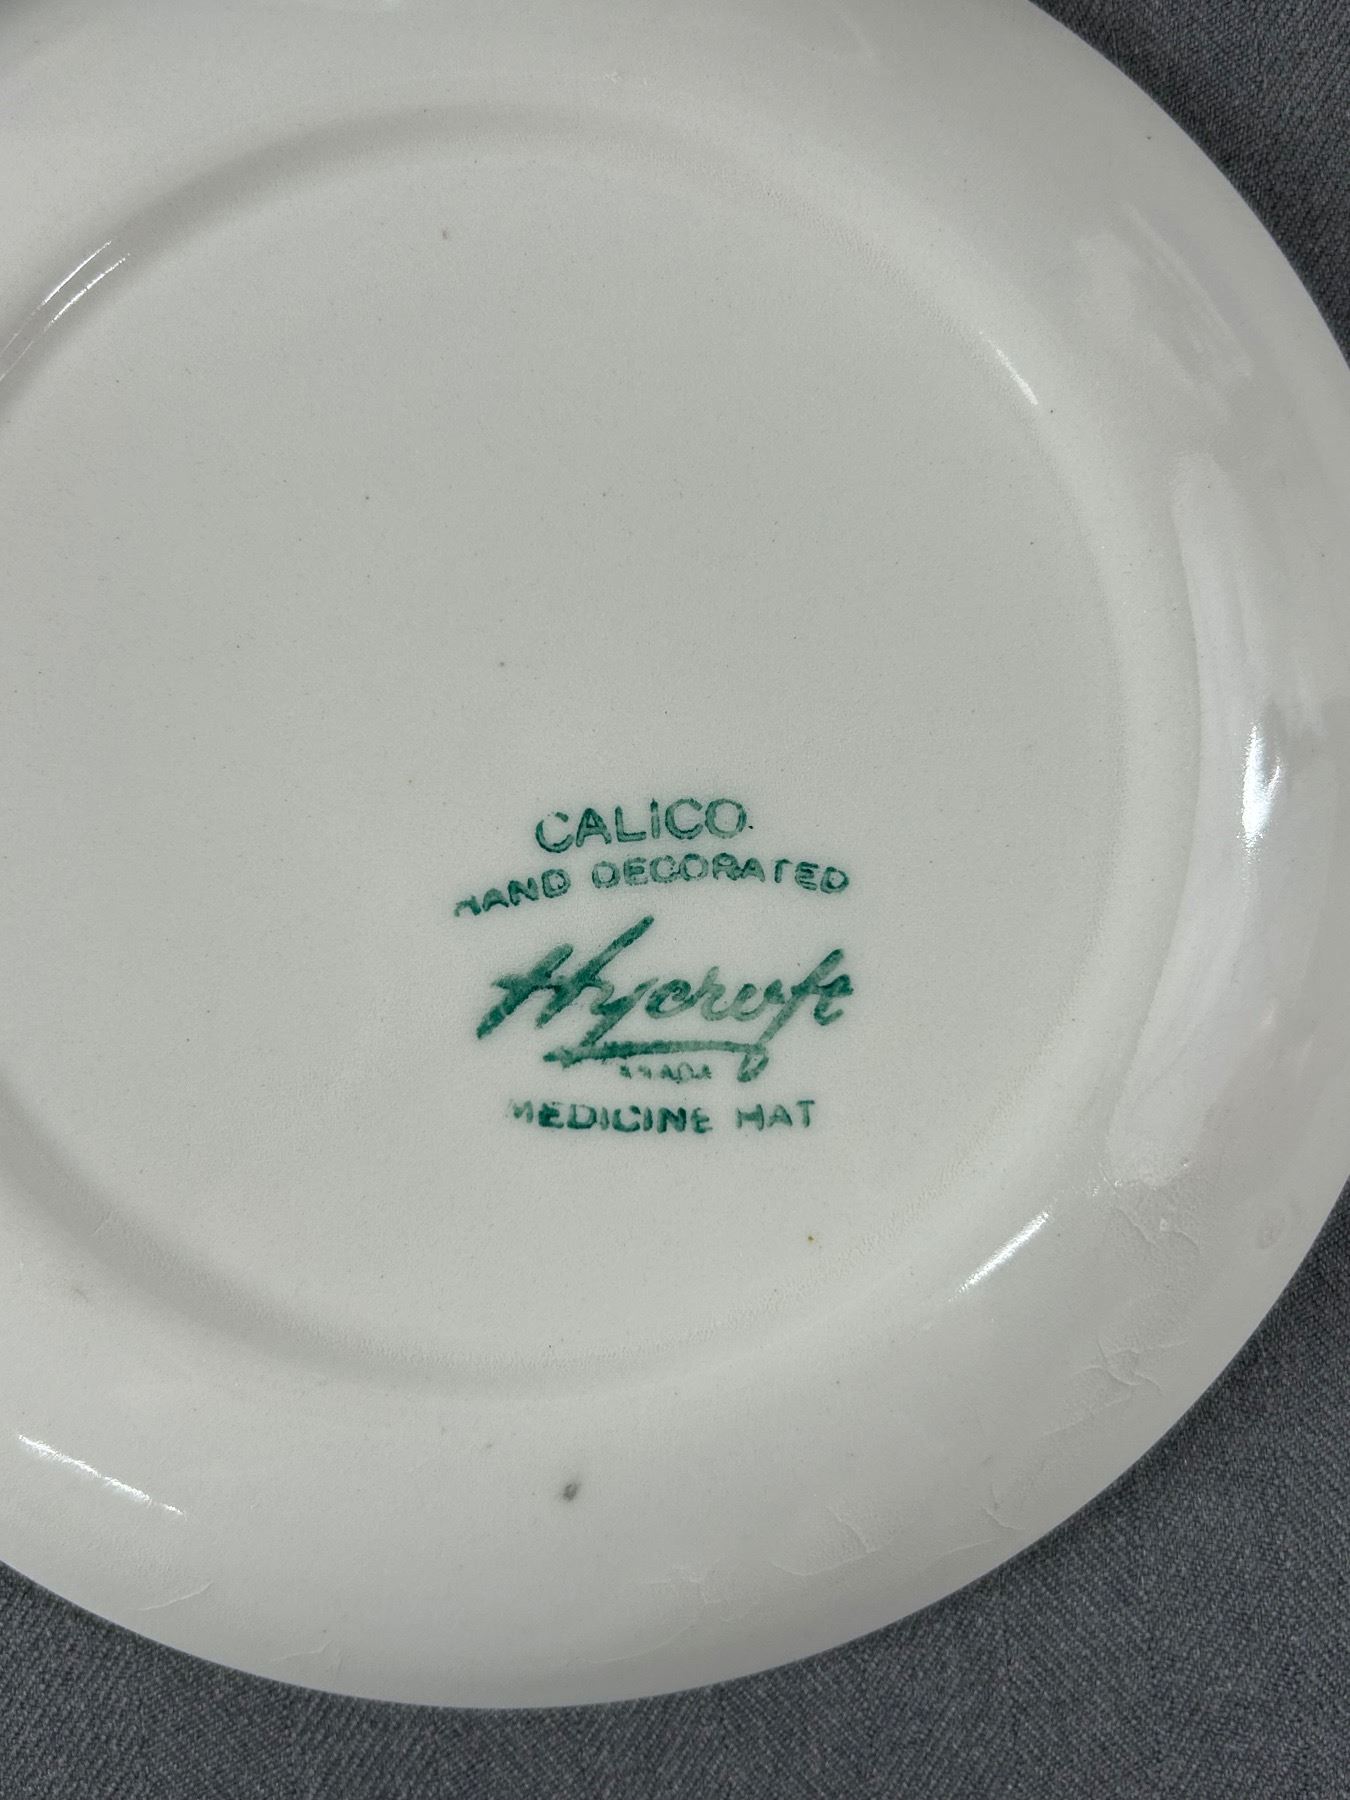 CALICO.
HAND DECORATED
Hycroft
MEDICINE HAT